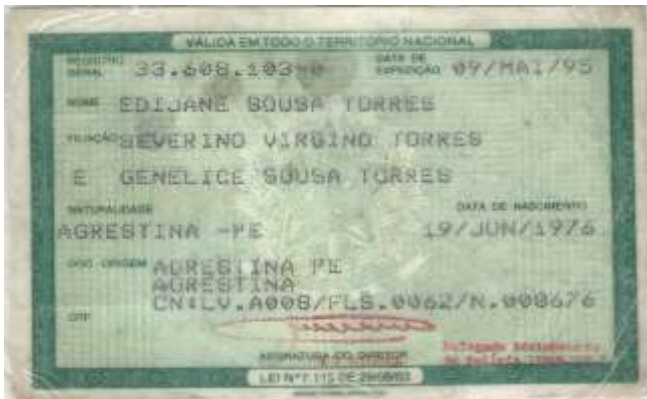 VÁLIDA EM TODO O TERRITÓRIO NACIONAL
REGISTRO GERAL 33.608.103-0 DATA DE EXPEDIÇÃO 09/MAI/95
NOME EDIJANE SOUSA TORRES
FILIAÇÃO SEVERINO VIRGINO TORRES
E GENELICE SOUSA TORRES
NATURALIDADE DATA DE NASCIMENTO
AGRESTINA -PE 19/JUN/1976
DOC ORIGEM AGRESTINA PE
AGRESTINA
CN:LV.A008/FLS.0062/N.008676
CPF
ASSINATURA DO DIRETOR
LEI Nº 7.116 DE 29/08/83